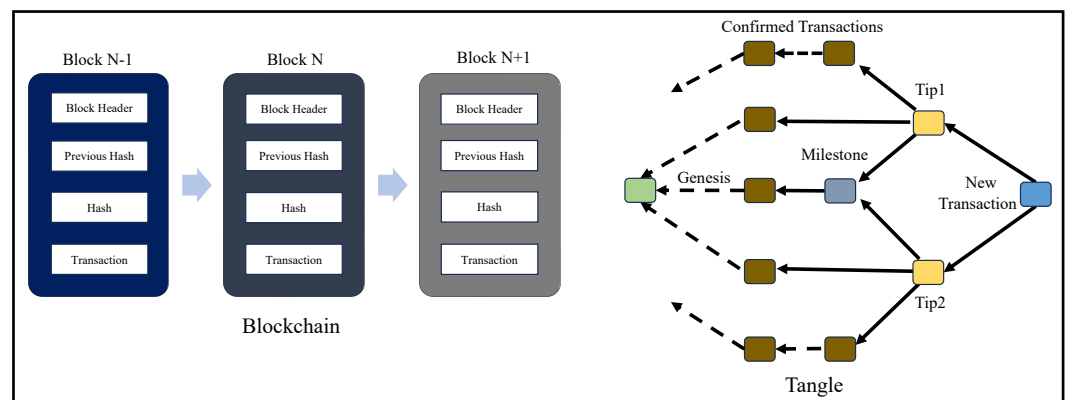 Block N-1
Block Header
Previous Hash
Hash
Transaction
Block N
Block Header
Previous Hash
Hash
Transaction
Block N+1
Block Header
Previous Hash
Hash
Transaction
Blockchain
Confirmed Transactions
Tip1
Milestone
Genesis
New
Transaction
Tip2
Tangle